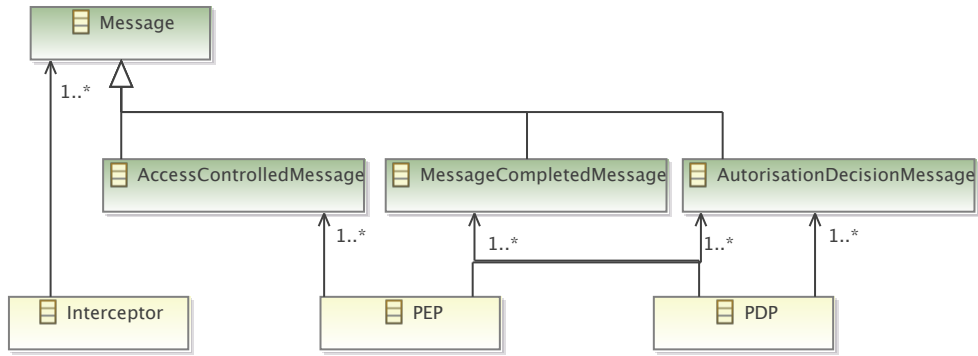 Message
1..*
AccessControlledMessage
MessageCompletedMessage
AutorisationDecisionMessage
1..*
1..*
1..*
1..*
Interceptor
PEP
PDP